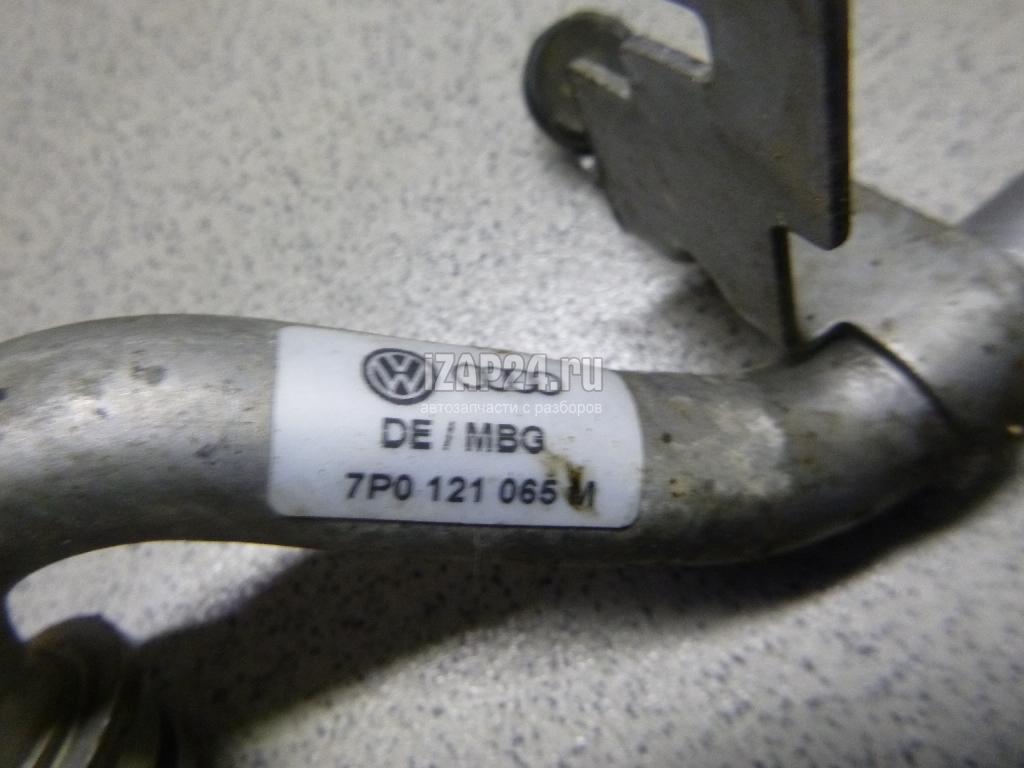 iZAP24.ru
автозапчасти с разборов
DE / MBG
7P0 121 065 M